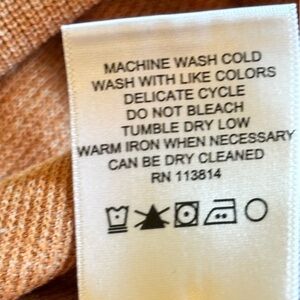 MACHINE WASH COLD
WASH WITH LIKE COLORS
DELICATE CYCLE
DO NOT BLEACH
TUMBLE DRY LOW
WARM IRON WHEN NECESSARY
CAN BE DRY CLEANED
RN 113814